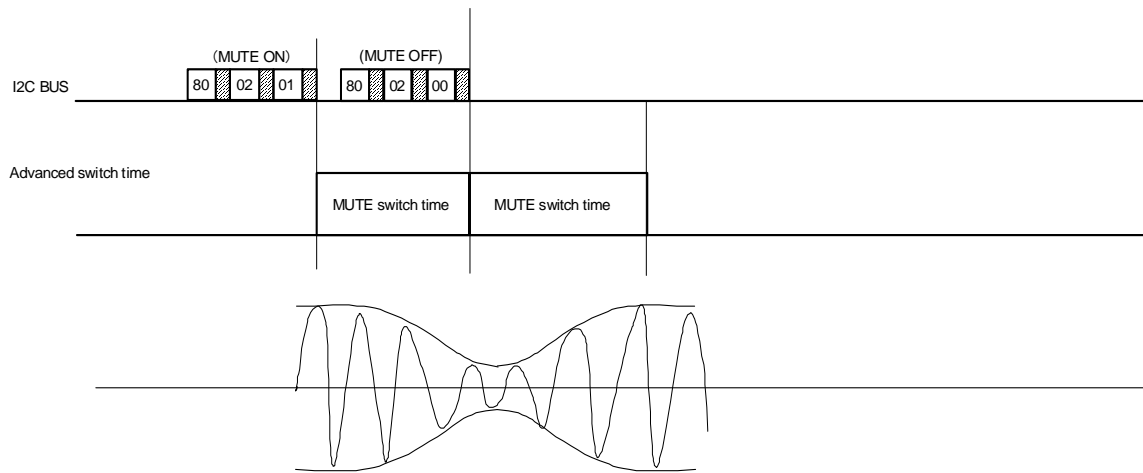 (MUTE ON)
(MUTE OFF)
I2C BUS
80 02 01
80 02 00
Advanced switch time
MUTE switch time
MUTE switch time